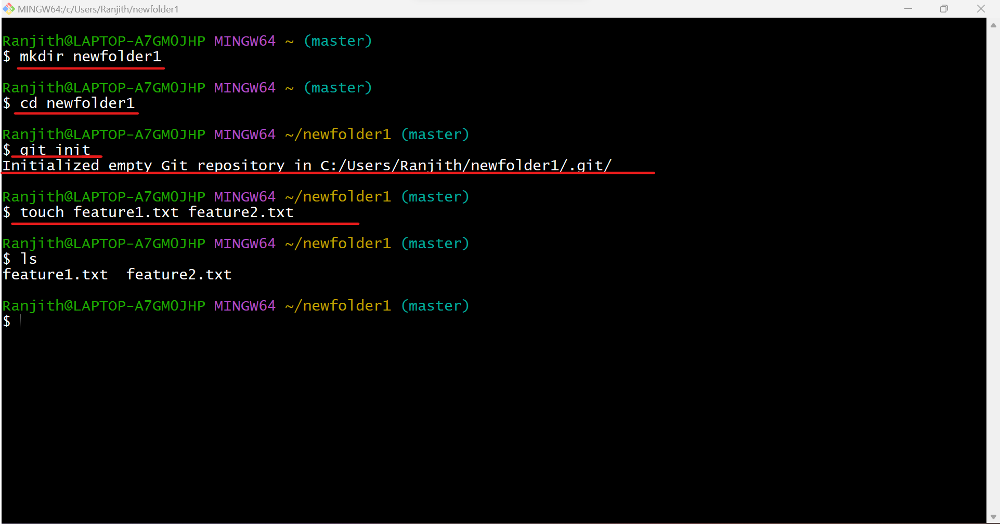 MINGW64:/c/Users/Ranjith/newfolder1
Ranjith@LAPTOP-A7GMOJHP MINGW64 ~ (master)
$ mkdir newfolder1
Ranjith@LAPTOP-A7GMOJHP MINGW64 ~ (master)
$ cd newfolder1
Ranjith@LAPTOP-A7GMOJHP MINGW64 ~/newfolder1 (master)
$ git init
Initialized empty Git repository in C:/Users/Ranjith/newfolder1/.git/
Ranjith@LAPTOP-A7GMOJHP MINGW64 ~/newfolder1 (master)
$ touch feature1.txt feature2.txt
Ranjith@LAPTOP-A7GMOJHP MINGW64 ~/newfolder1 (master)
$ ls
feature1.txt  feature2.txt
Ranjith@LAPTOP-A7GMOJHP MINGW64 ~/newfolder1 (master)
$